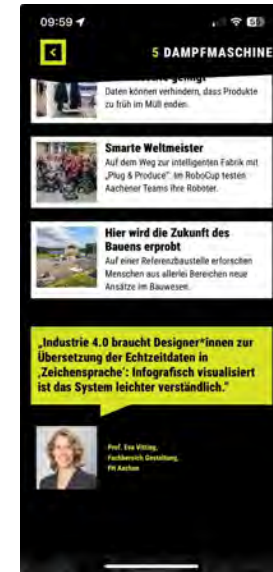 09:59
5 DAMPFMASCHINE
Daten können verhindern, dass Produkte
zu früh im Müll enden.
Smarte Weltmeister
Auf dem Weg zur intelligenten Fabrik mit
„Plug & Produce“. Im RoboCup testen
Aachener Teams ihre Roboter.
Hier wird die Zukunft des
Bauens erprobt
Auf einer Referenzbaustelle erforschen
Menschen aus allerlei Bereichen neue
Ansätze im Bauwesen.
„Industrie 4.0 braucht Designer*innen zur
Übersetzung der Echtzeitdaten in
‚Zeichensprache‘: Infografisch visualisiert
ist das System leichter verständlich.“
Prof. Eva Vitting,
Fachbereich Gestaltung,
FH Aachen